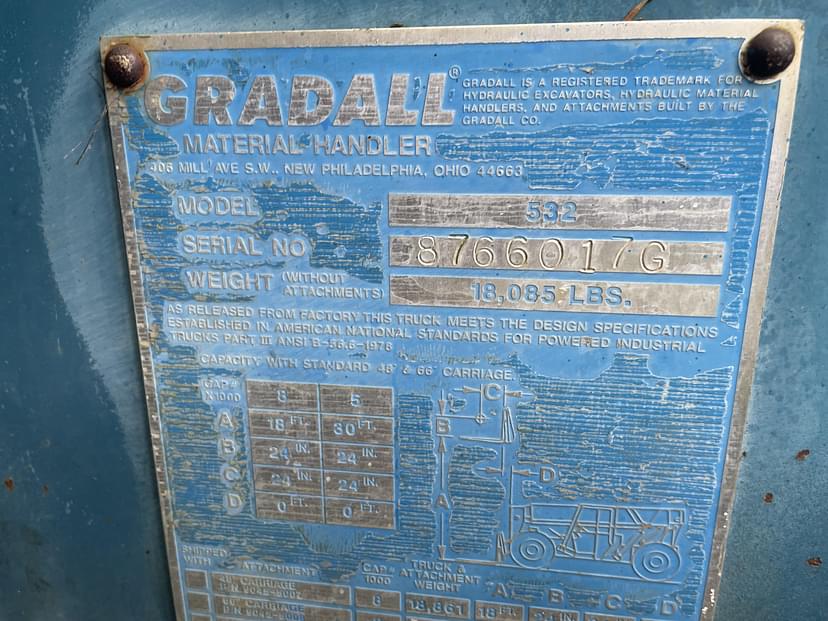 GRADALL®
GRADALL IS A REGISTERED TRADEMARK FOR
HYDRAULIC EXCAVATORS, HYDRAULIC MATERIAL
HANDLERS, AND ATTACHMENTS BUILT BY THE
GRADALL CO.
MATERIAL HANDLER
406 MILL AVE S.W., NEW PHILADELPHIA, OHIO 44663
MODEL 532
SERIAL NO 8766017G
WEIGHT (WITHOUT ATTACHMENTS) 18,085 LBS.
AS RELEASED FROM FACTORY THIS TRUCK MEETS THE DESIGN SPECIFICATIONS
ESTABLISHED IN AMERICAN NATIONAL STANDARDS FOR POWERED INDUSTRIAL
TRUCKS PART III ANSI B-56.6-1978
CAPACITY WITH STANDARD 48" & 66" CARRIAGE.
CAP# X1000 8 5
A 18 FT. 30 FT.
B 24 IN. 24 IN.
C 24 IN. 24 IN.
D 0 FT. 0 FT.
C
B
D
A
SHIPPED WITH ATTACHMENT CAP# 1000 TRUCK & ATTACHMENT WEIGHT A B C D
48" CARRIAGE 8 18,861 18 FT.
P/N 9045-2007
66" CARRIAGE 8